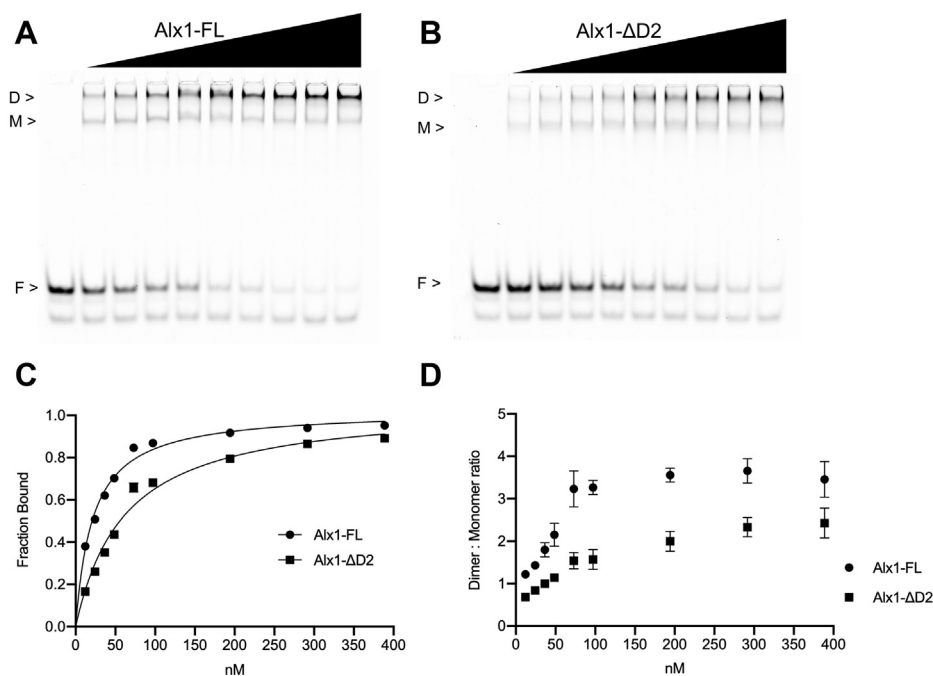 A
Alx1-FL
D >
M >
F >
B
Alx1-ΔD2
D >
M >
F >
C
Fraction Bound
1.0
0.8
0.6
0.4
0.2
0.0
0 50 100 150 200 250 300 350 400
nM
Alx1-FL
Alx1-ΔD2
D
Dimer : Monomer ratio
5
4
3
2
1
0
0 50 100 150 200 250 300 350 400
nM
Alx1-FL
Alx1-ΔD2